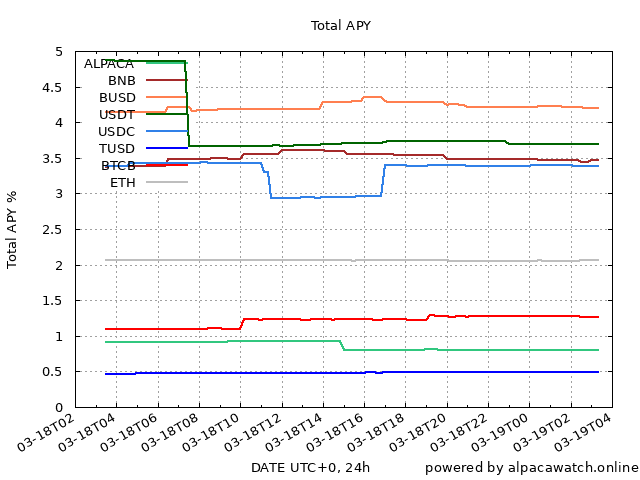 Total APY
Total APY %
5
4.5
4
3.5
3
2.5
2
1.5
1
0.5
0
ALPACA
BNB
BUSD
USDT
USDC
TUSD
BTCB
ETH
03-18T02
03-18T04
03-18T06
03-18T08
03-18T10
03-18T12
03-18T14
03-18T16
03-18T18
03-18T20
03-18T22
03-19T00
03-19T02
03-19T04
DATE UTC+0, 24h
powered by alpacawatch.online